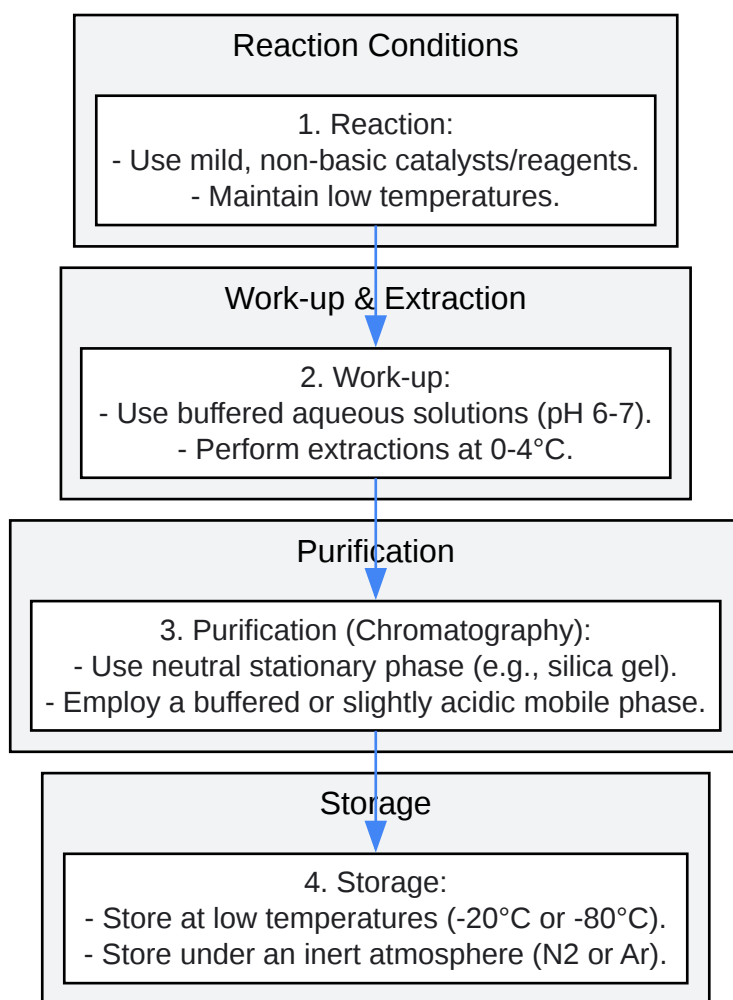 Reaction Conditions
1. Reaction:
- Use mild, non-basic catalysts/reagents.
- Maintain low temperatures.
Work-up & Extraction
2. Work-up:
- Use buffered aqueous solutions (pH 6-7).
- Perform extractions at 0-4°C.
Purification
3. Purification (Chromatography):
- Use neutral stationary phase (e.g., silica gel).
- Employ a buffered or slightly acidic mobile phase.
Storage
4. Storage:
- Store at low temperatures (-20°C or -80°C).
- Store under an inert atmosphere (N2 or Ar).